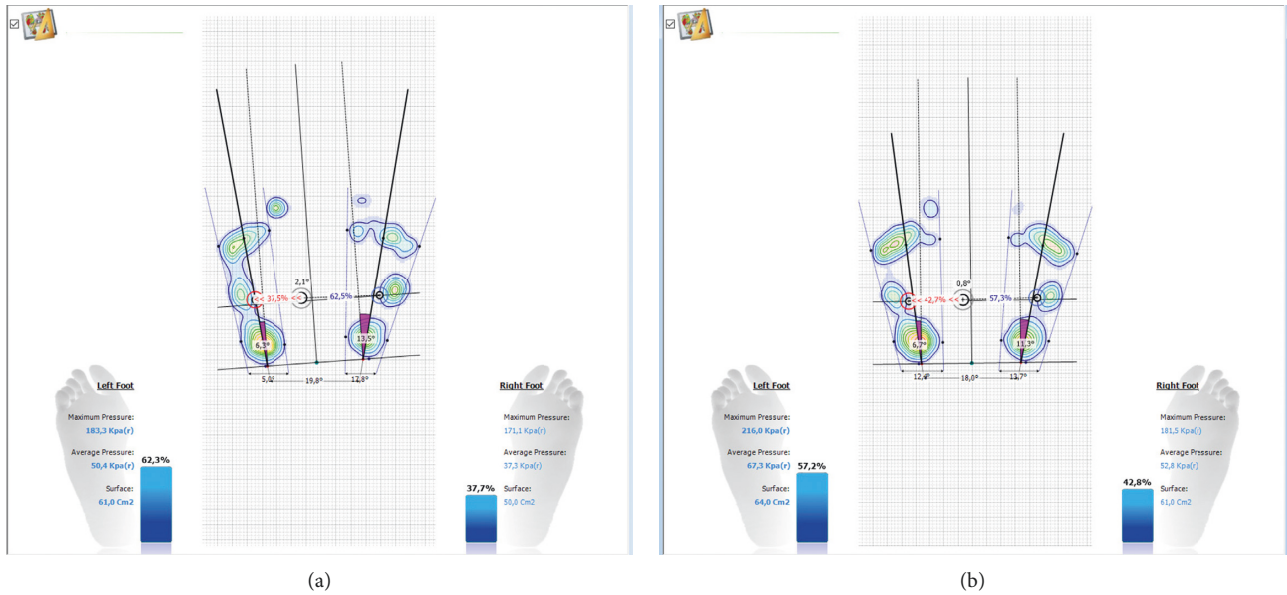 2,1°
<< 37,5% <<
62,5%
6,3°
13,5°
19,8°
Left Foot
Maximum Pressure:
183,3 Kpa(r)
Average Pressure:
50,4 Kpa(r)
Surface:
61,0 Cm2
62,3%
37,7%
Right Foot
Maximum Pressure:
171,1 Kpa(r)
Average Pressure:
37,3 Kpa(r)
Surface:
50,0 Cm2
(a)
0,8°
<< 42,7% <<
57,3%
6,7°
11,3°
18,0°
13,7°
Left Foot
Maximum Pressure:
216,0 Kpa(r)
Average Pressure:
67,3 Kpa(r)
Surface:
64,0 Cm2
57,2%
42,8%
Right Foot
Maximum Pressure:
181,5 Kpa(r)
Average Pressure:
52,8 Kpa(r)
Surface:
61,0 Cm2
(b)